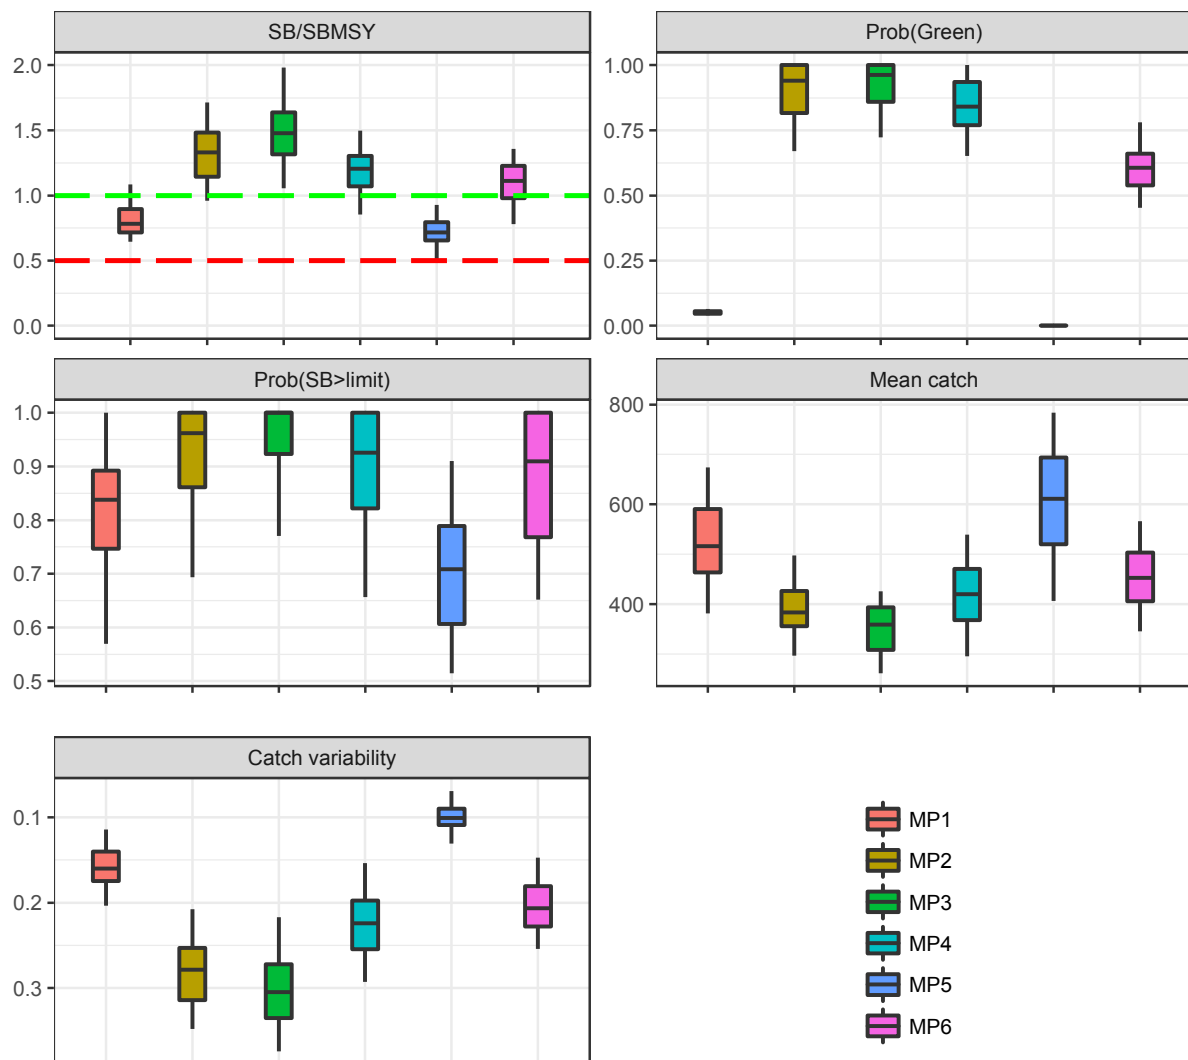 SB/SBMSY
2.0
1.5
1.0
0.5
0.0
Prob(Green)
1.00
0.75
0.50
0.25
0.00
Prob(SB>limit)
1.0
0.9
0.8
0.7
0.6
0.5
Mean catch
800
600
400
Catch variability
0.1
0.2
0.3
MP1
MP2
MP3
MP4
MP5
MP6